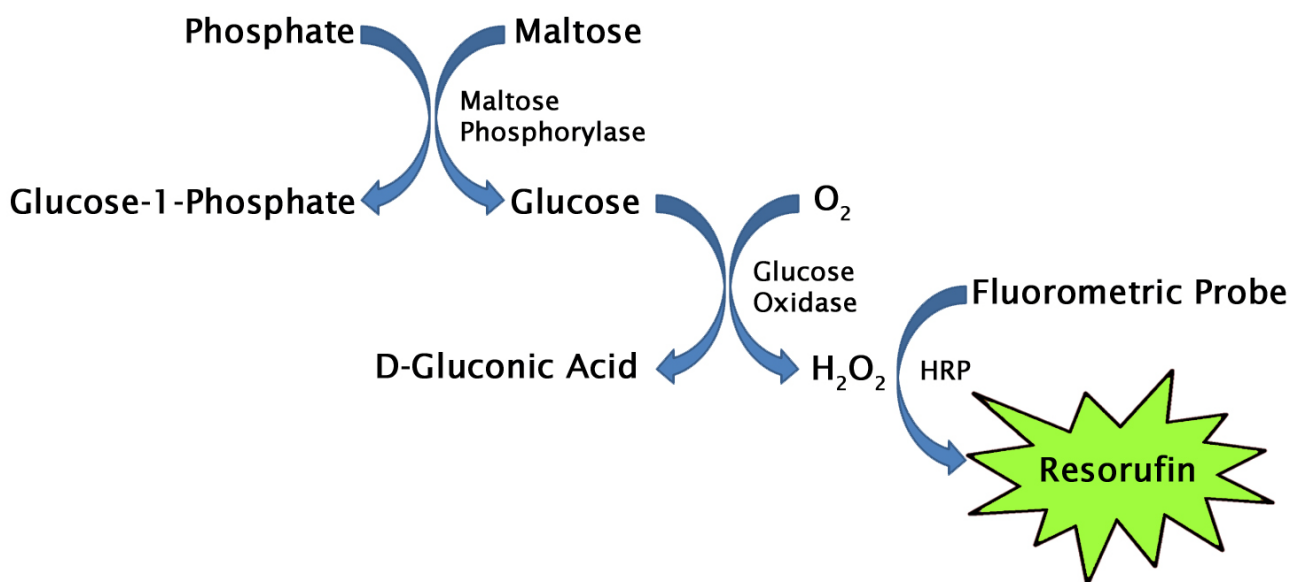 Phosphate
Maltose
Maltose
Phosphorylase
Glucose-1-Phosphate
Glucose
O₂
Glucose
Oxidase
Fluorometric Probe
D-Gluconic Acid
H₂O₂
HRP
Resorufin